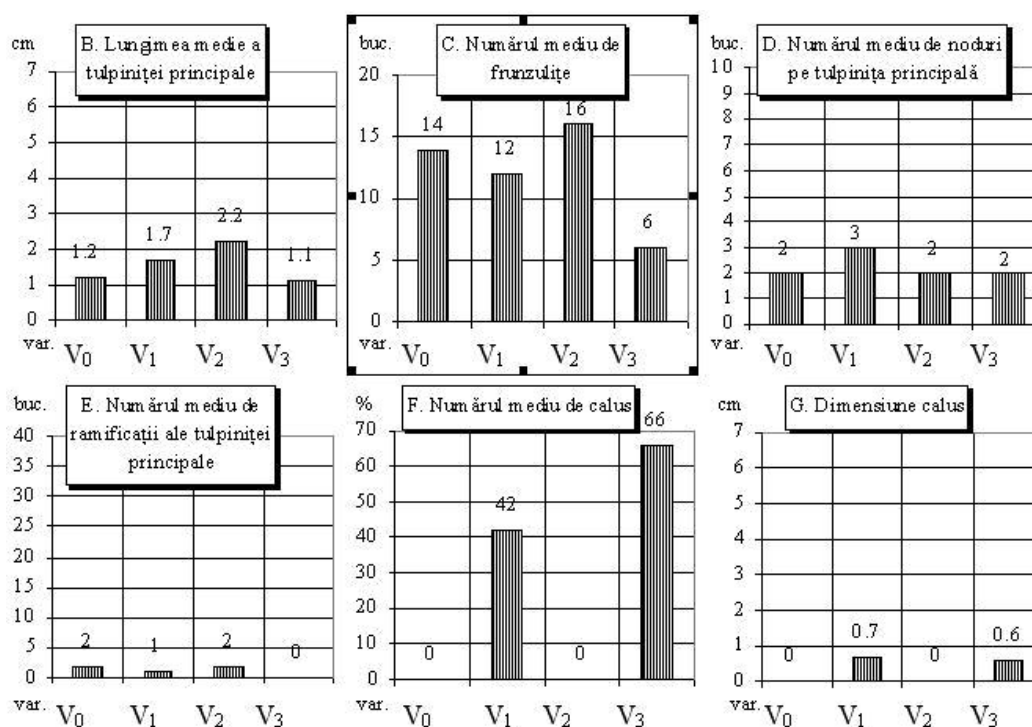 cm
B. Lungimea medie a
tulpiniței principale
7
6
5
4
3
2
1
0
1.2
1.7
2.2
1.1
var.
V0
V1
V2
V3
buc.
C. Numărul mediu de
frunzulițe
20
15
10
5
0
14
12
16
6
var.
V0
V1
V2
V3
buc.
D. Numărul mediu de noduri
pe tulpinița principală
10
9
8
7
6
5
4
3
2
1
0
2
3
2
2
var.
V0
V1
V2
V3
buc.
E. Numărul mediu de
ramificații ale tulpiniței
principale
40
35
30
25
20
15
10
5
0
2
1
2
0
var.
V0
V1
V2
V3
%
F. Numărul mediu de calus
70
60
50
40
30
20
10
0
0
42
0
66
var.
V0
V1
V2
V3
cm
G. Dimensiune calus
7
6
5
4
3
2
1
0
0
0.7
0
0.6
var.
V0
V1
V2
V3